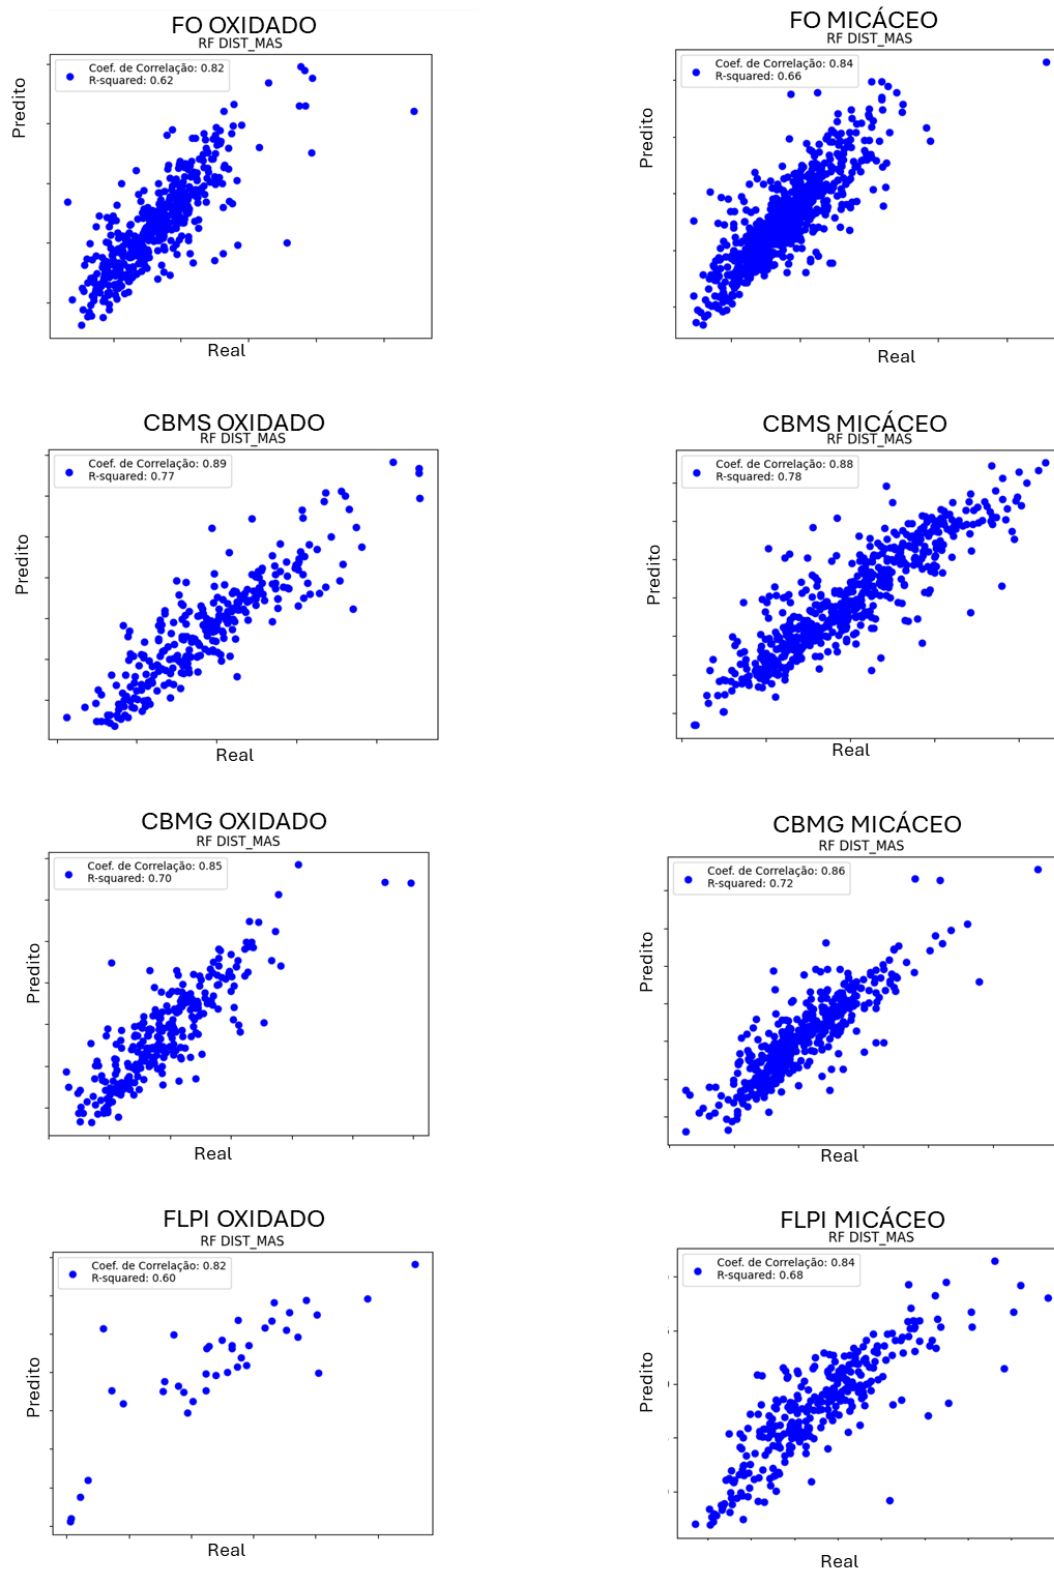 FO OXIDADO
RF DIST_MAS
Coef. de Correlação: 0.82
R-squared: 0.62
Predito
Real
FO MICÁCEO
RF DIST_MAS
Coef. de Correlação: 0.84
R-squared: 0.66
Predito
Real
CBMS OXIDADO
RF DIST_MAS
Coef. de Correlação: 0.89
R-squared: 0.77
Predito
Real
CBMS MICÁCEO
RF DIST_MAS
Coef. de Correlação: 0.88
R-squared: 0.78
Predito
Real
CBMG OXIDADO
RF DIST_MAS
Coef. de Correlação: 0.85
R-squared: 0.70
Predito
Real
CBMG MICÁCEO
RF DIST_MAS
Coef. de Correlação: 0.86
R-squared: 0.72
Predito
Real
FLPI OXIDADO
RF DIST_MAS
Coef. de Correlação: 0.82
R-squared: 0.60
Predito
Real
FLPI MICÁCEO
RF DIST_MAS
Coef. de Correlação: 0.84
R-squared: 0.68
Predito
Real